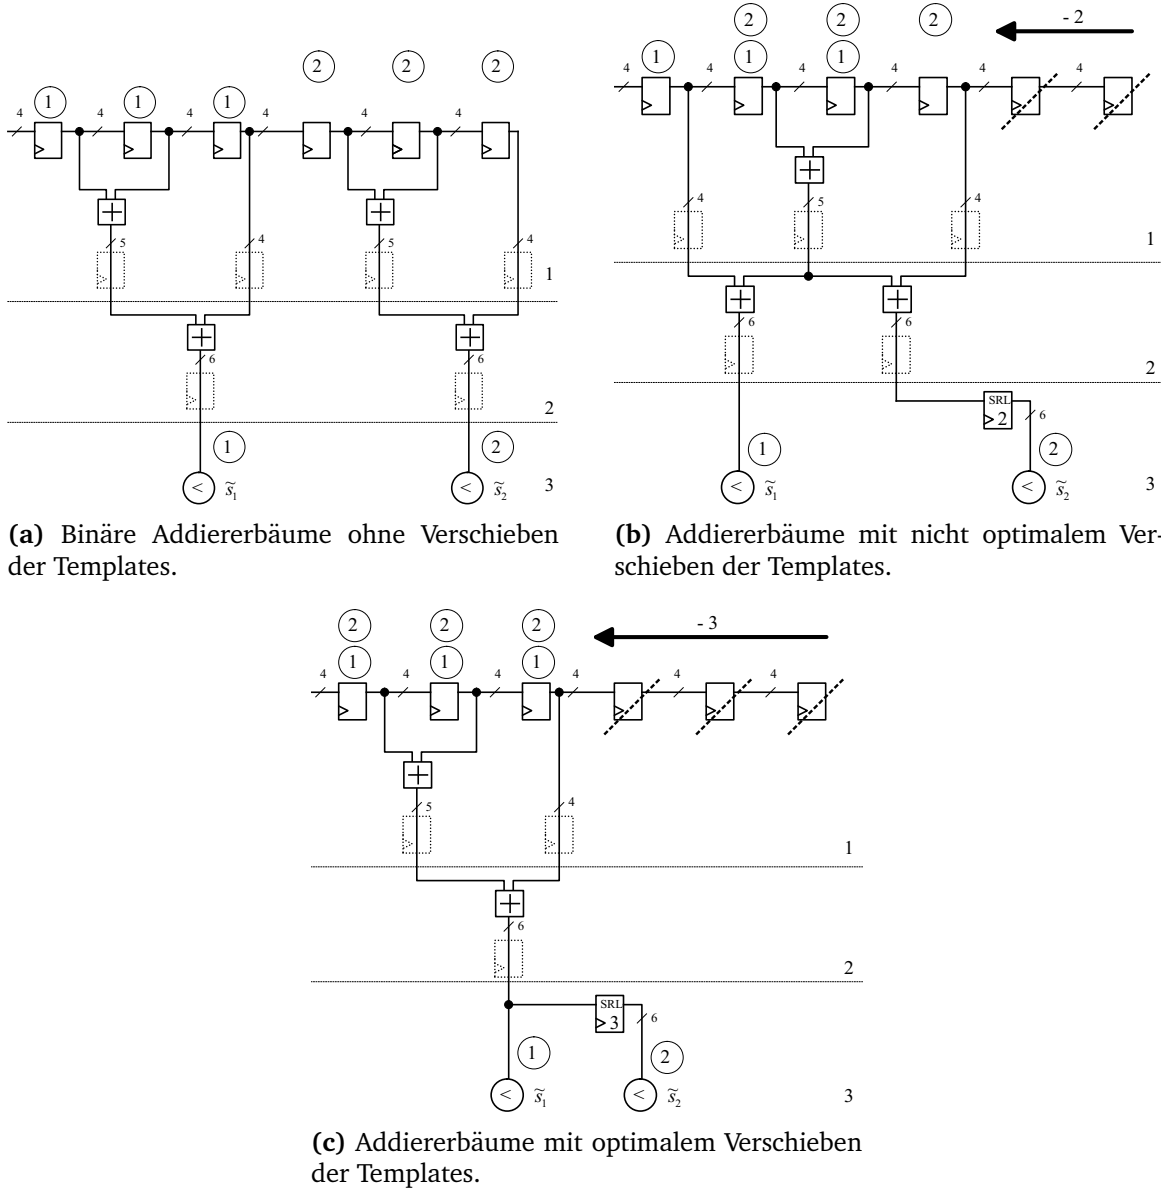 2 2 2
1 1 1
4 4 4 4 4 4
5 4 5 4
1
6 6
2
1 2
< s̃₁ < s̃₂ 3
(a) Binäre Addiererbäume ohne Verschieben
der Templates.
2 2 2 - 2
1 1 1
4 4 4 4 4 4
4 5 4
1
6 6
2
SRL
2 6
1 2
< s̃₁ < s̃₂ 3
(b) Addiererbäume mit nicht optimalem Ver-
schieben der Templates.
2 2 2 - 3
1 1 1
4 4 4 4 4 4
5 4
1
6
2
SRL
3 6
1 2
< s̃₁ < s̃₂ 3
(c) Addiererbäume mit optimalem Verschieben
der Templates.